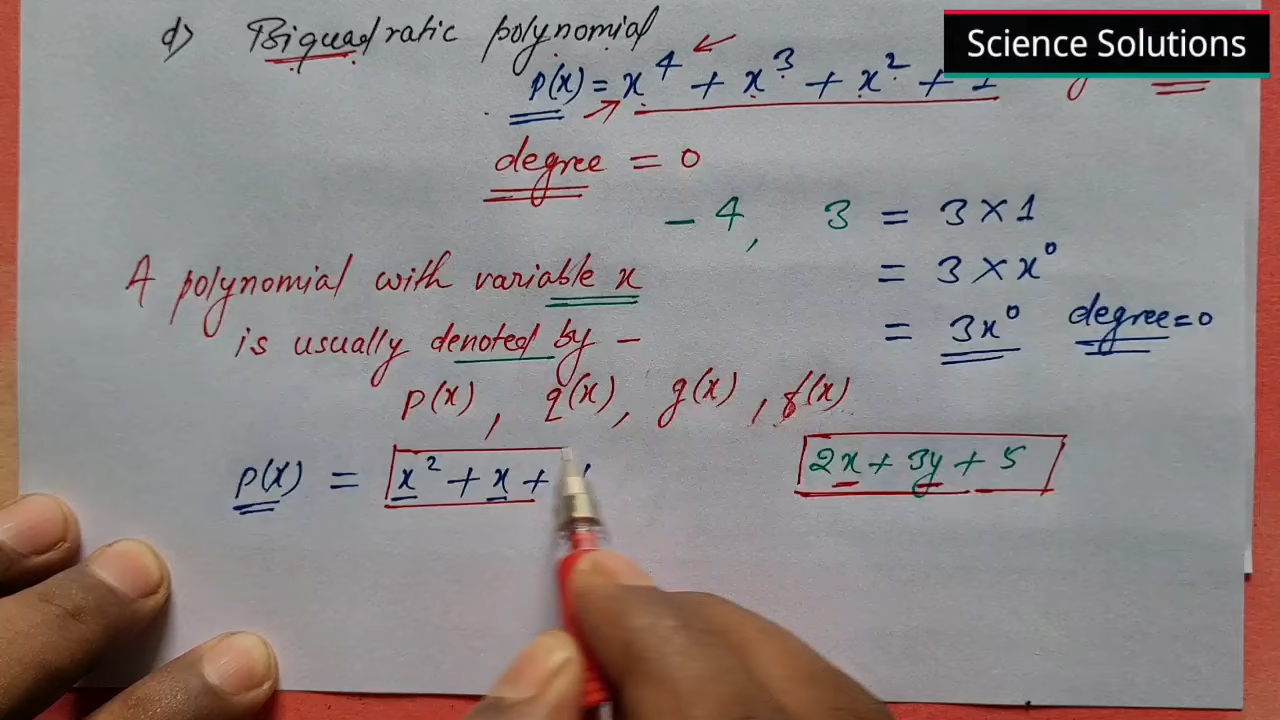 Science Solutions
d) Biquadratic polynomial
p(x) = x⁴ + x³ + x² + 1
degree = 0
- 4, 3 = 3 × 1
= 3 × x⁰
= 3x⁰ degree = 0
A polynomial with variable x
is usually denoted by –
p(x), q(x), g(x), f(x)
p(x) = x² + x +
2x + 3y + 5